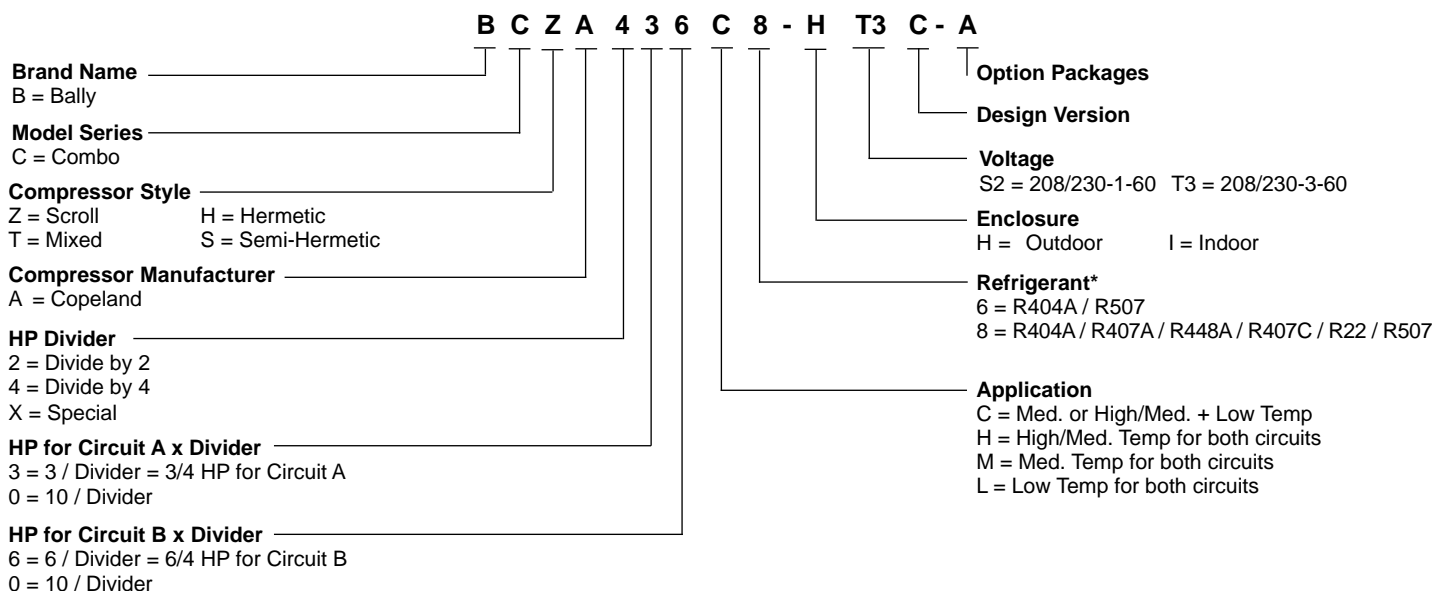 B C Z A 4 3 6 C 8 - H T3 C - A
Brand Name
B = Bally
Model Series
C = Combo
Compressor Style
Z = Scroll H = Hermetic
T = Mixed S = Semi-Hermetic
Compressor Manufacturer
A = Copeland
HP Divider
2 = Divide by 2
4 = Divide by 4
X = Special
HP for Circuit A x Divider
3 = 3 / Divider = 3/4 HP for Circuit A
0 = 10 / Divider
HP for Circuit B x Divider
6 = 6 / Divider = 6/4 HP for Circuit B
0 = 10 / Divider
Option Packages
Design Version
Voltage
S2 = 208/230-1-60 T3 = 208/230-3-60
Enclosure
H = Outdoor I = Indoor
Refrigerant*
6 = R404A / R507
8 = R404A / R407A / R448A / R407C / R22 / R507
Application
C = Med. or High/Med. + Low Temp
H = High/Med. Temp for both circuits
M = Med. Temp for both circuits
L = Low Temp for both circuits